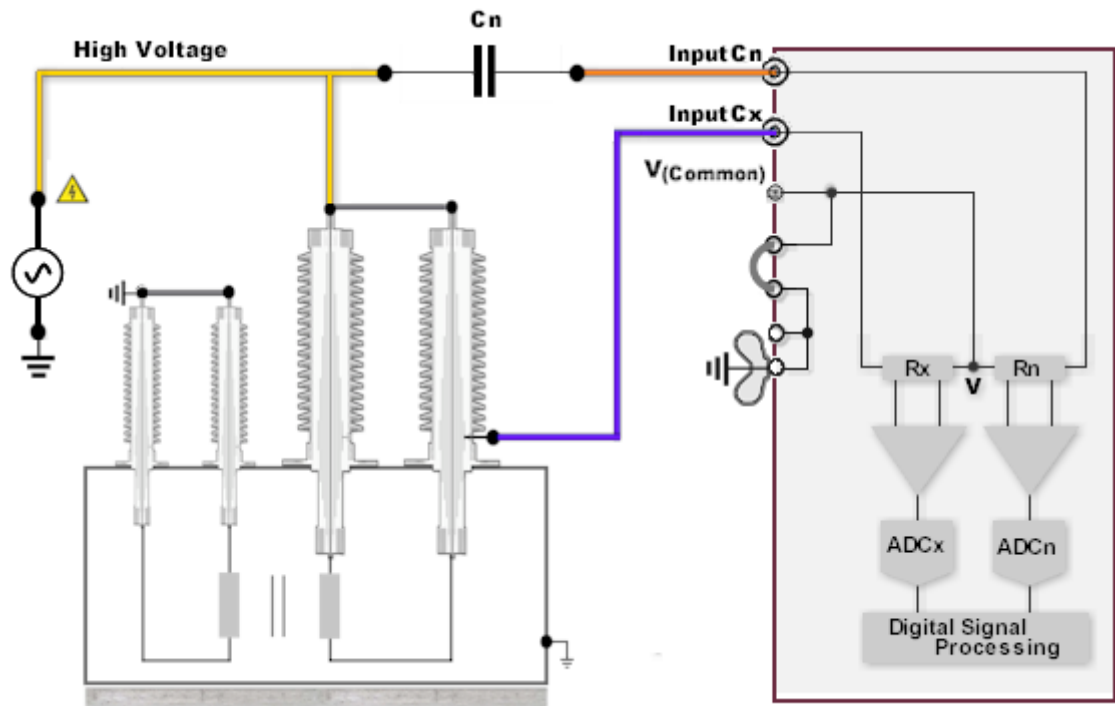 Cn
High Voltage
Input Cn
Input Cx
V(Common)
Rx
V
Rn
ADCx
ADCn
Digital Signal
Processing